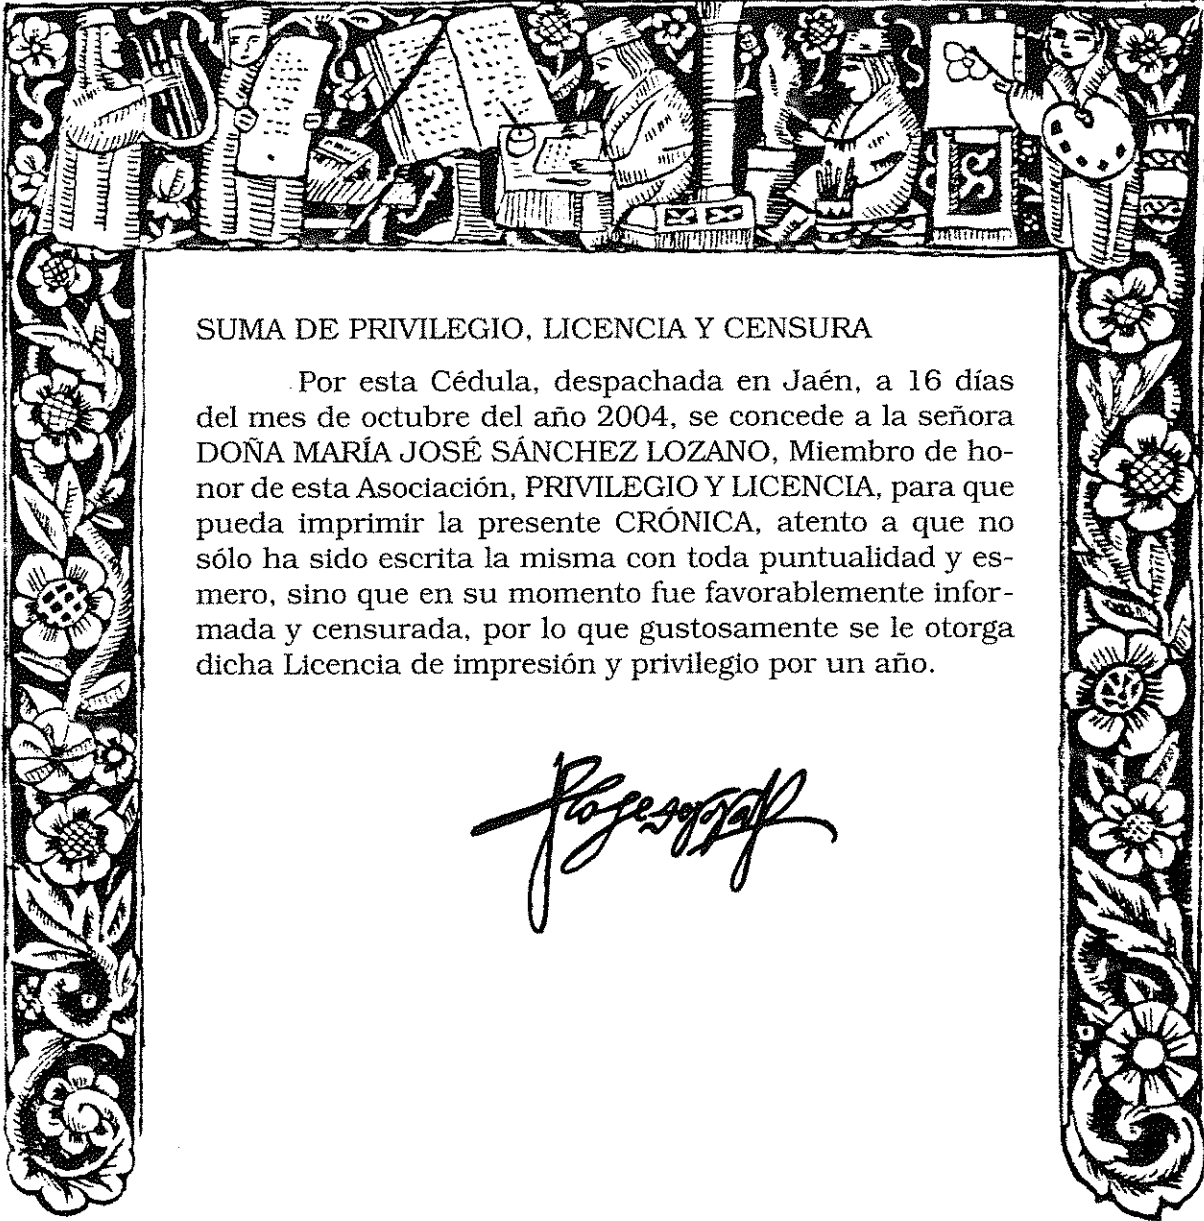 SUMA DE PRIVILEGIO, LICENCIA Y CENSURA
Por esta Cédula, despachada en Jaén, a 16 días
del mes de octubre del año 2004, se concede a la señora
DOÑA MARÍA JOSÉ SÁNCHEZ LOZANO, Miembro de ho-
nor de esta Asociación, PRIVILEGIO Y LICENCIA, para que
pueda imprimir la presente CRÓNICA, atento a que no
sólo ha sido escrita la misma con toda puntualidad y es-
mero, sino que en su momento fue favorablemente infor-
mada y censurada, por lo que gustosamente se le otorga
dicha Licencia de impresión y privilegio por un año.